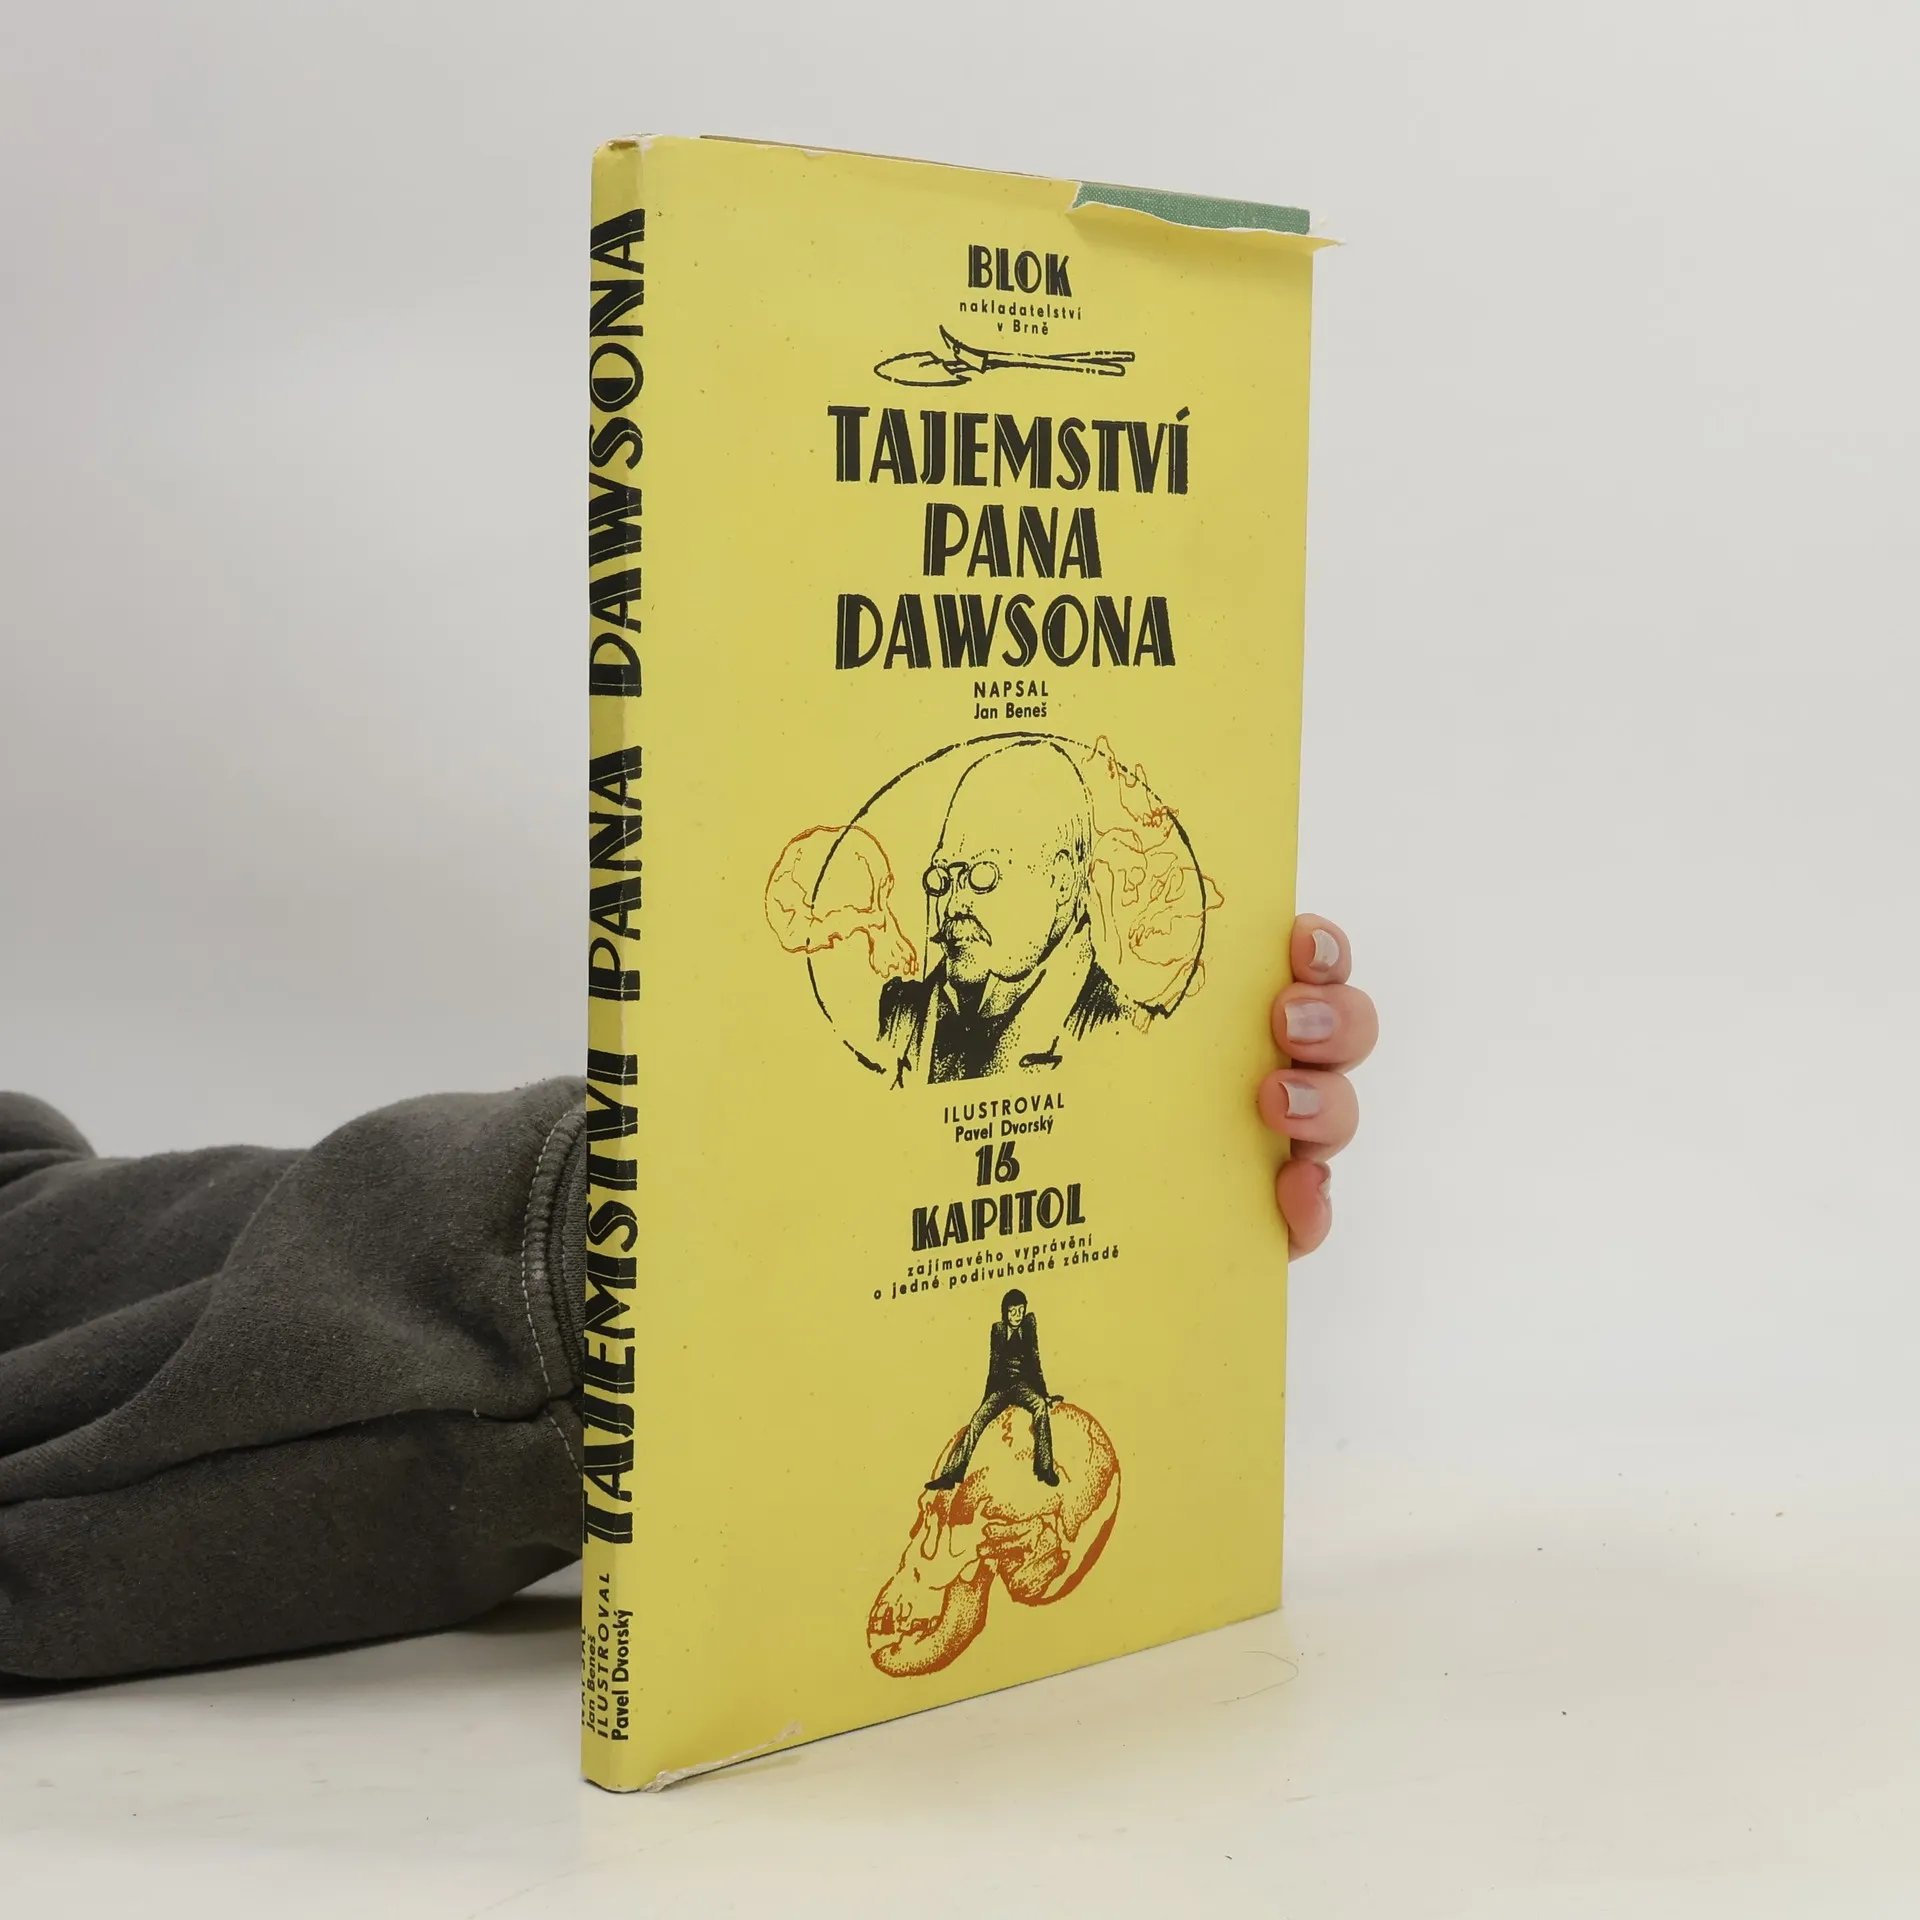 BLOK
nakladatelství
v Brně
TAJEMSTVÍ
PANA
DAWSONA
NAPSAL
Jan Beneš
ILUSTROVAL
Pavel Dvorský
16
KAPITOL
zajímavého vyprávění
o jedné podivuhodné záhadě
NAPSAL
Jan Beneš
ILUSTROVAL
Pavel Dvorský
TAJEMSTVÍ PANA DAWSONA